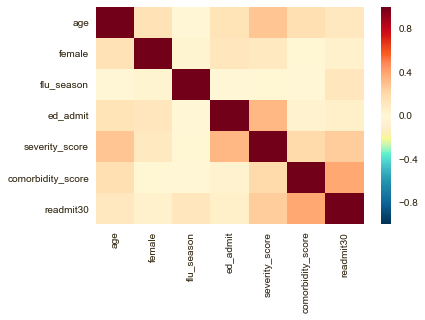 age
female
flu_season
ed_admit
severity_score
comorbidity_score
readmit30
age
female
flu_season
ed_admit
severity_score
comorbidity_score
readmit30
0.8
0.4
0.0
−0.4
−0.8